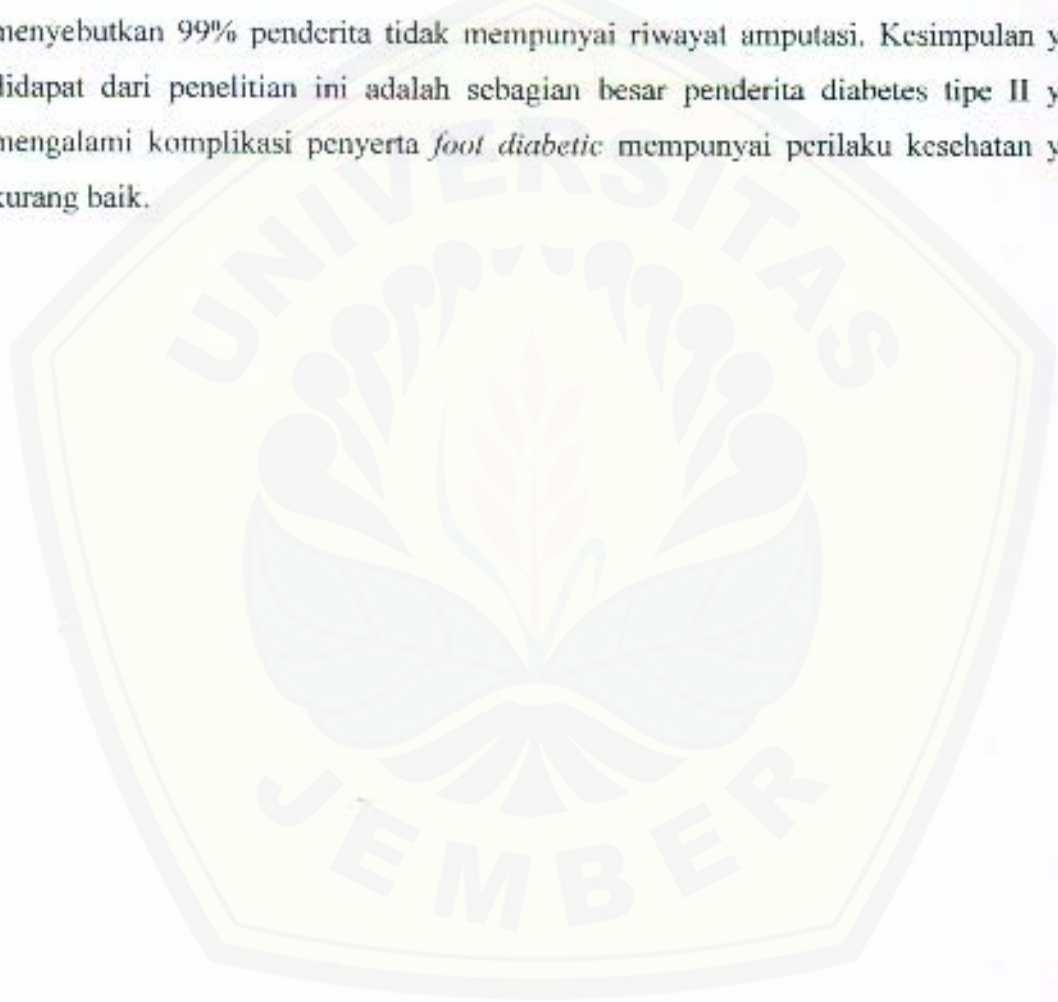 menyebutkan 99% penderita tidak mempunyai riwayat amputasi. Kesimpulan y
didapat dari penelitian ini adalah sebagian besar penderita diabetes tipe II y
mengalami komplikasi penyerta foot diabetic mempunyai perilaku kesehatan y
kurang baik.
UNIVERSITAS
JEMBER